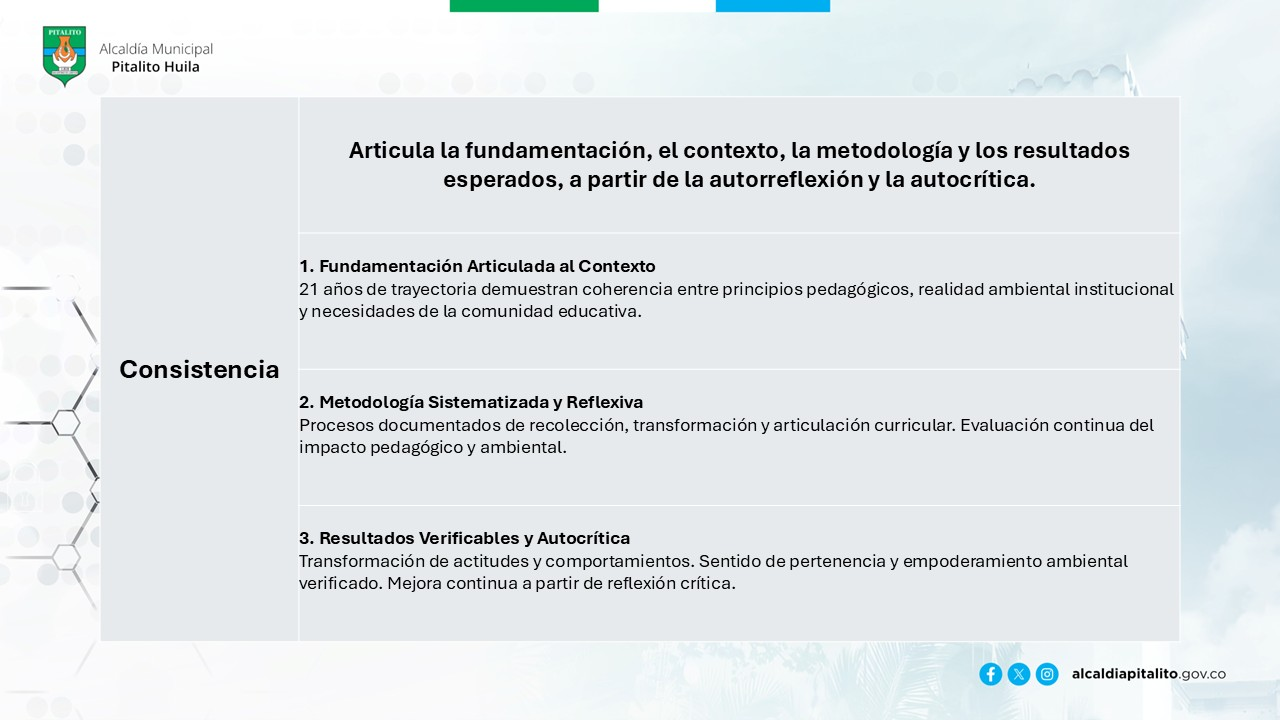 PITALITO
Alcaldía Municipal
Pitalito Huila
Articula la fundamentación, el contexto, la metodología y los resultados
esperados, a partir de la autorreflexión y la autocrítica.
1. Fundamentación Articulada al Contexto
21 años de trayectoria demuestran coherencia entre principios pedagógicos, realidad ambiental institucional
y necesidades de la comunidad educativa.
Consistencia
2. Metodología Sistematizada y Reflexiva
Procesos documentados de recolección, transformación y articulación curricular. Evaluación continua del
impacto pedagógico y ambiental.
3. Resultados Verificables y Autocrítica
Transformación de actitudes y comportamientos. Sentido de pertenencia y empoderamiento ambiental
verificado. Mejora continua a partir de reflexión crítica.
alcaldiapitalito.gov.co